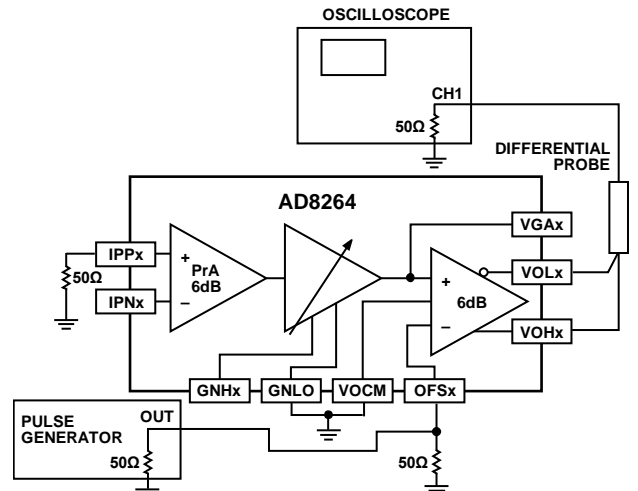 OSCILLOSCOPE
CH1
50Ω
DIFFERENTIAL
PROBE
AD8264
VGAx
IPPx
+
PrA
6dB
−
50Ω
IPNx
+
6dB
−
VOLx
VOHx
GNHx
GNLO
VOCM
OFSx
PULSE
GENERATOR
OUT
50Ω
50Ω